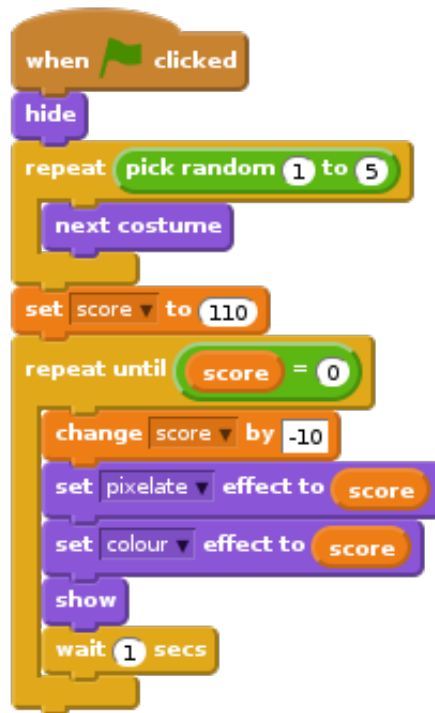 when clicked
hide
repeat pick random 1 to 5
next costume
set score ▾ to 110
repeat until score = 0
change score ▾ by -10
set pixelate ▾ effect to score
set colour ▾ effect to score
show
wait 1 secs